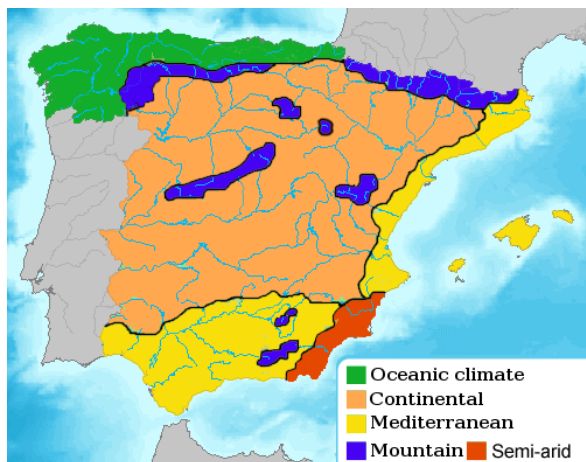 Oceanic climate
Continental
Mediterranean
Mountain Semi-arid